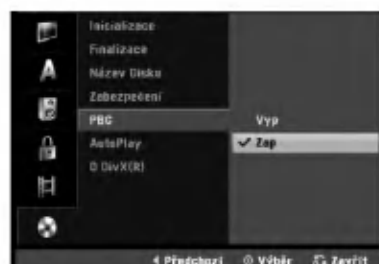 Inicializace
Finalizace
Název Disku
Zabezpečení
PBC
Vyp
AutoPlay
✓ Zap
O DivX(R)
Předchozí Výběr Zavřít